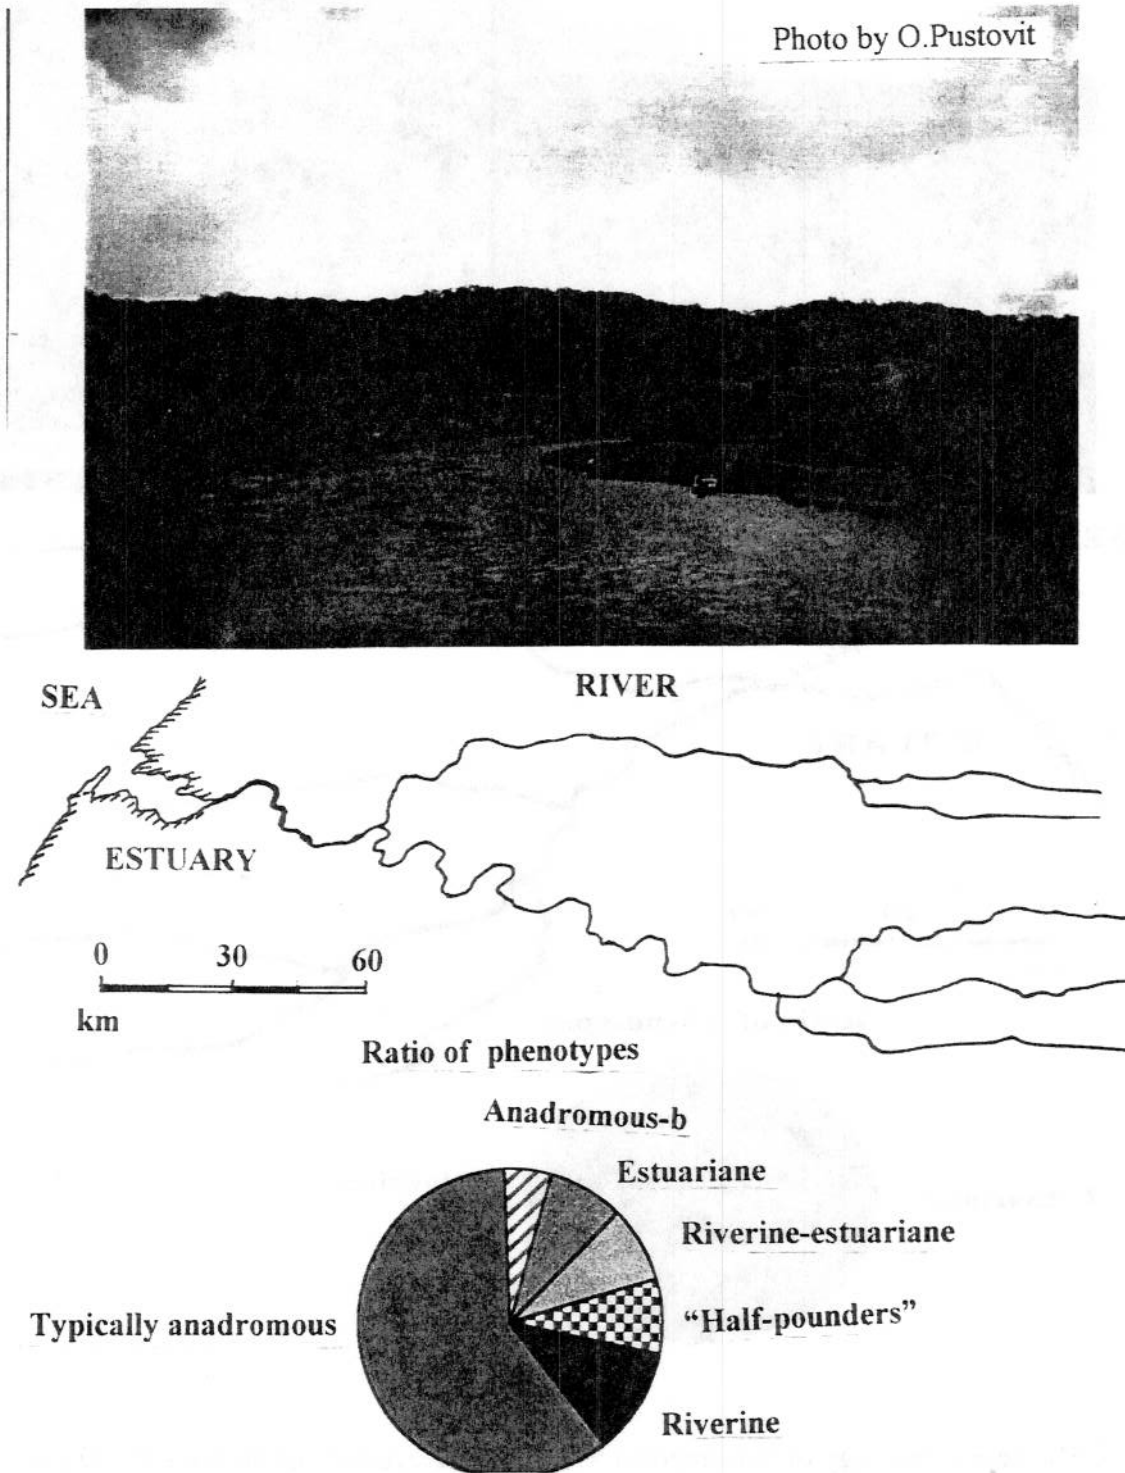 Photo by O.Pustovit
SEA
RIVER
ESTUARY
0 30 60
km
Ratio of phenotypes
Anadromous-b
Estuariane
Riverine-estuariane
"Half-pounders"
Typically anadromous
Riverine